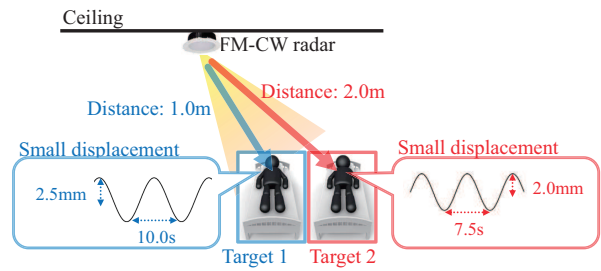 Ceiling
FM-CW radar
Distance: 2.0m
Distance: 1.0m
Small displacement
Small displacement
2.5mm
2.0mm
10.0s
7.5s
Target 1
Target 2